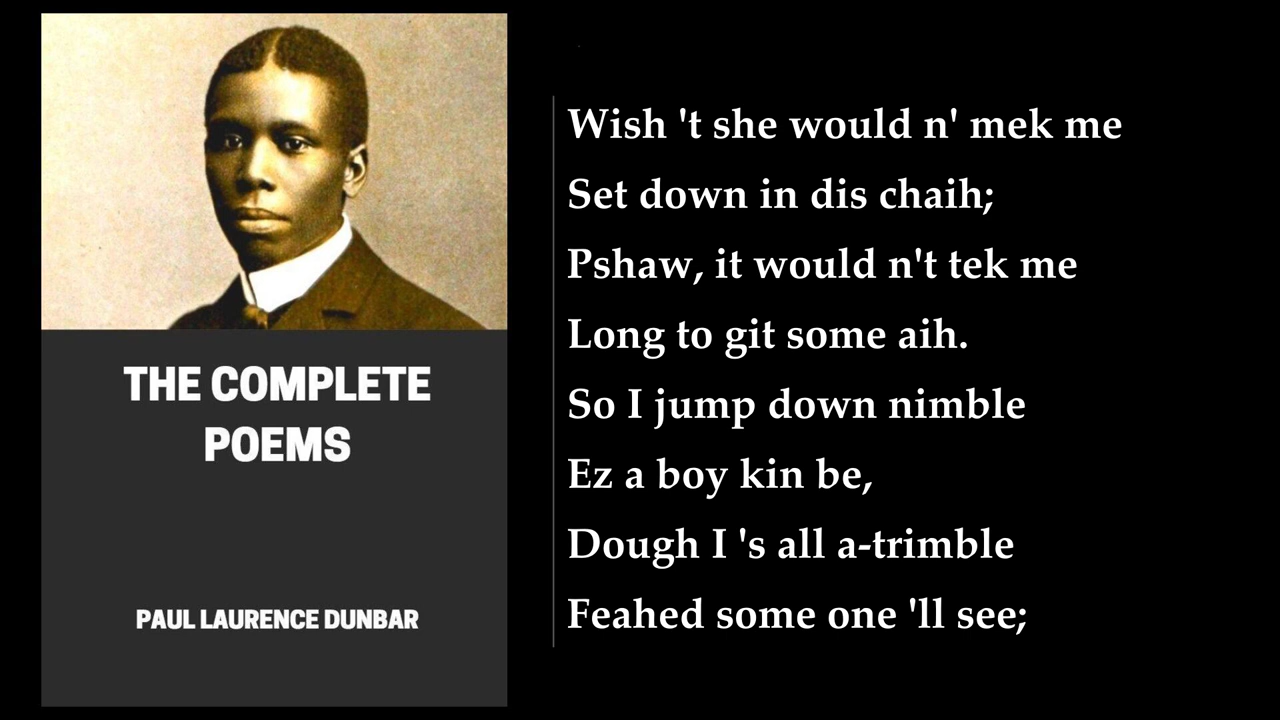 THE COMPLETE
POEMS
PAUL LAURENCE DUNBAR
Wish 't she would n' mek me
Set down in dis chaih;
Pshaw, it would n't tek me
Long to git some aih.
So I jump down nimble
Ez a boy kin be,
Dough I 's all a-trimble
Feahed some one 'll see;